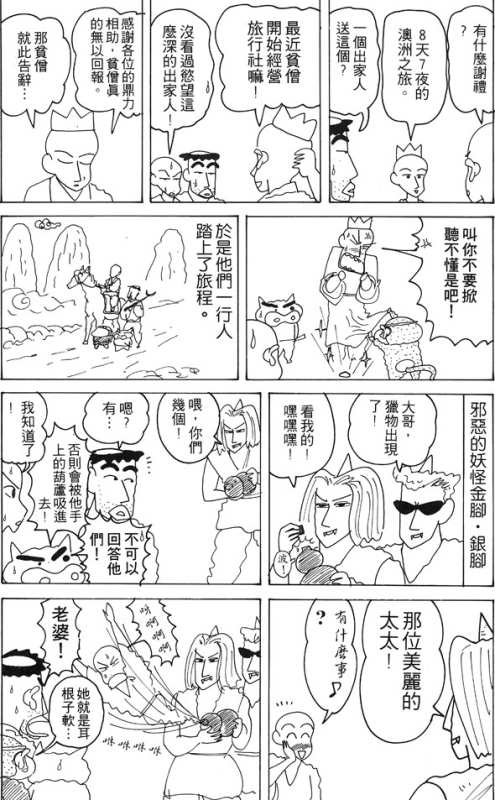 有什麼謝禮
?
8天7夜的
澳洲之旅。
一個出家人
送這個?
最近貧僧
開始經營
旅行社嘛!
沒看過慾望這
麼深的出家人!
感謝各位的鼎力
相助,貧僧真
的無以回報。
那貧僧
就此告辭…
叫你不要掀
聽不懂是吧!
於是他們一行人
踏上了旅程。
邪惡的妖怪金腳・銀腳
大哥,
獵物出現
了!
看我的!
嘿嘿嘿!
波!
喂,你們
幾個!
嗯?
有…
不可以
回答他
們!
否則會被他手
上的葫蘆吸進
去!
我知道了
!
那位美麗的
太太!
有什麼事♪
?
啊啊啊啊
咻 咻 咻 咻
老婆!
她就是耳
根子軟…